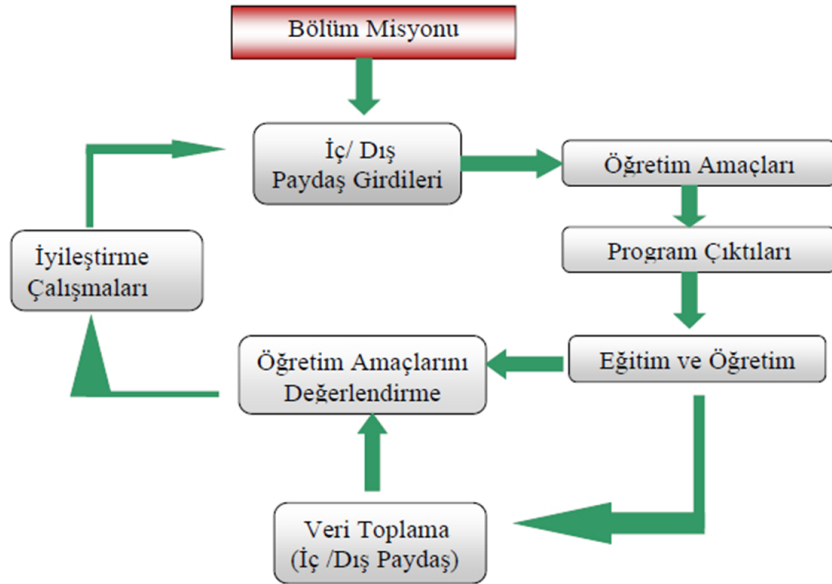 Bölüm Misyonu
İç/ Dış
Paydaş Girdileri
Öğretim Amaçları
Program Çıktıları
Eğitim ve Öğretim
Öğretim Amaçlarını
Değerlendirme
Veri Toplama
(İç /Dış Paydaş)
İyileştirme
Çalışmaları